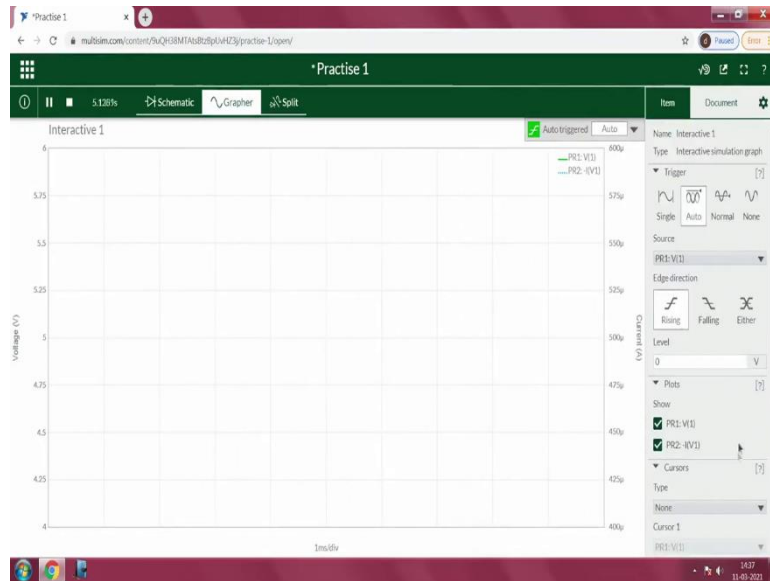 *Practise 1
multisim.com/content/9uQH38MTAtsBtzBpUvHZ3j/practise-1/open/
d Paused
Error
*Practise 1
5.1281s
Schematic
Grapher
Split
Item
Document
Interactive 1
Auto triggered
Auto
PR1: V(1)
PR2: -I(V1)
6
5.75
5.5
5.25
5
4.75
4.5
4.25
4
Voltage (V)
600µ
575µ
550µ
525µ
500µ
475µ
450µ
425µ
400µ
Current (A)
1ms/div
Name Interactive 1
Type Interactive simulation graph
Trigger [?]
Single Auto Normal None
Source
PR1: V(1)
Edge direction
Rising Falling Either
Level
0 V
Plots [?]
Show
PR1: V(1)
PR2: -I(V1)
Cursors [?]
Type
None
Cursor 1
PR1: V(1)
1437
11-03-2021